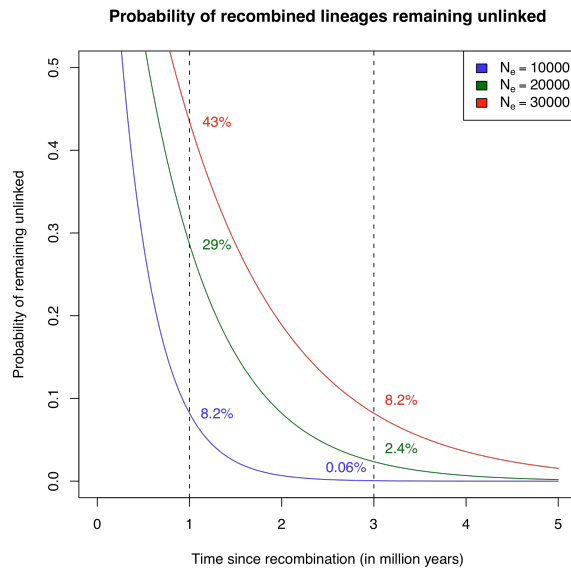 Probability of recombined lineages remaining unlinked
Ne = 10000
Ne = 20000
Ne = 30000
43%
29%
8.2%
8.2%
2.4%
0.06%
Probability of remaining unlinked
0.5
0.4
0.3
0.2
0.1
0.0
0 1 2 3 4 5
Time since recombination (in million years)